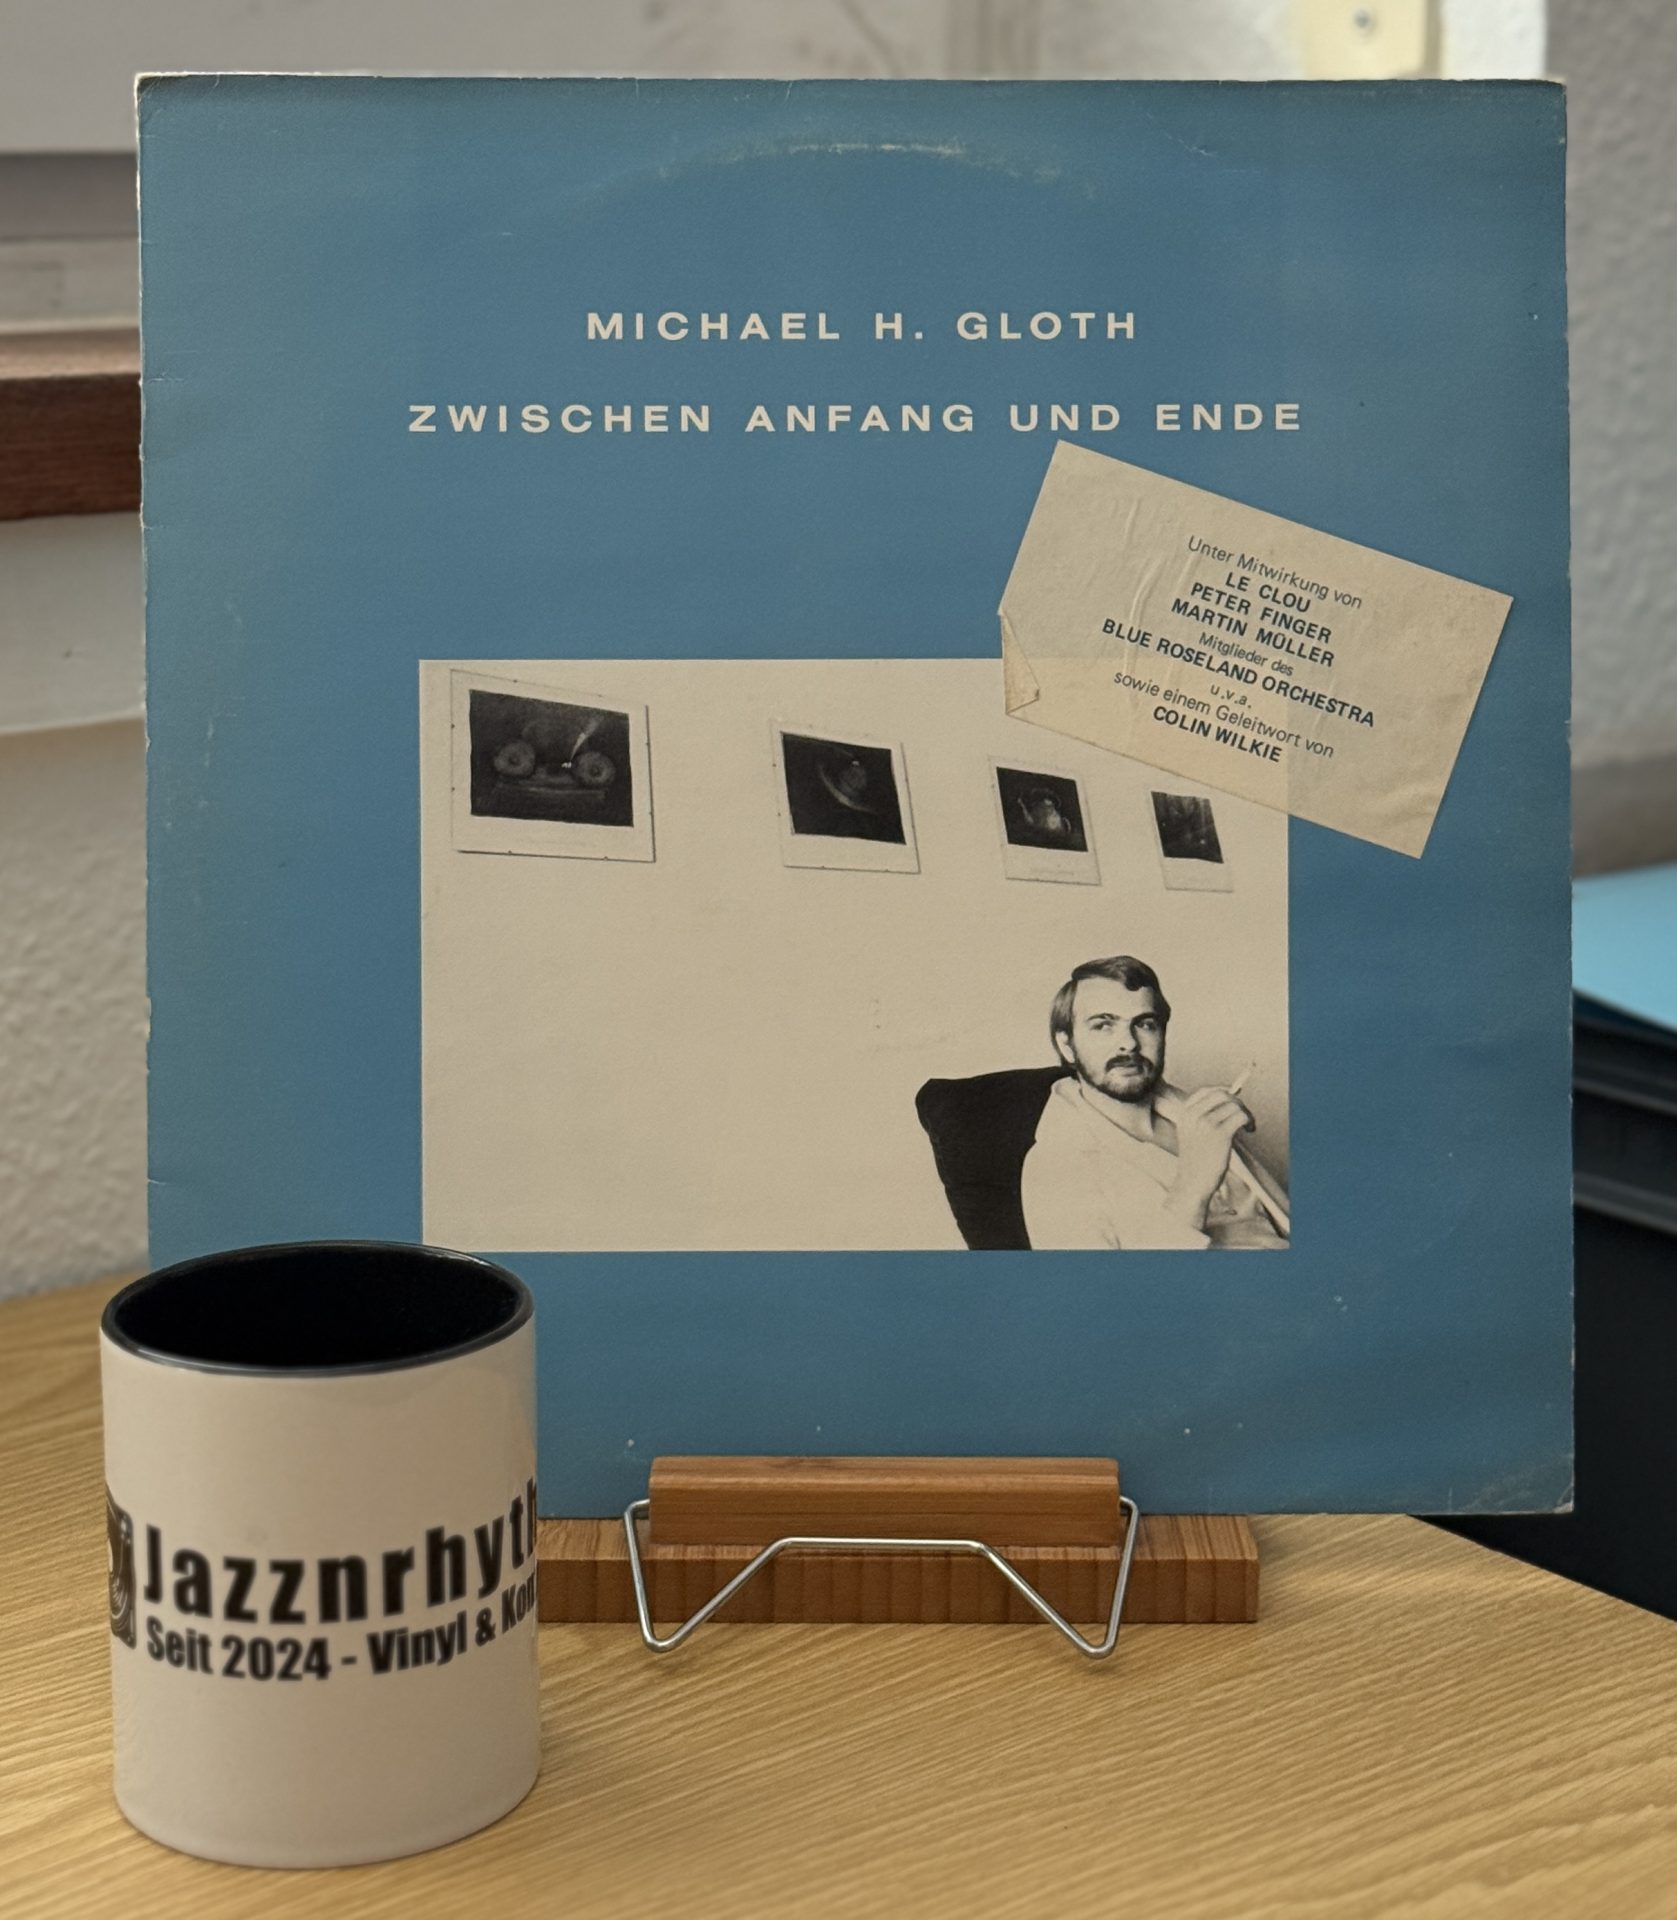 MICHAEL H. GLOTH
ZWISCHEN ANFANG UND ENDE
Unter Mitwirkung von
LE CLOU
PETER FINGER
MARTIN MÜLLER
Mitglieder des
BLUE ROSELAND ORCHESTRA
u.v.a.
sowie einem Geleitwort von
COLIN WILKIE
Jazznrhyth
Seit 2024 - Vinyl & Kon